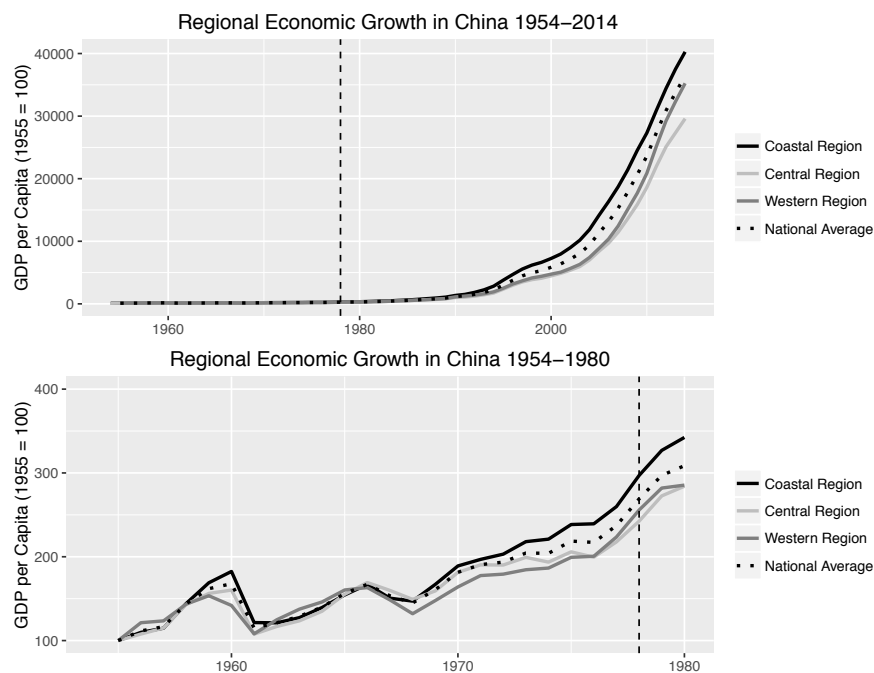 Regional Economic Growth in China 1954−2014
GDP per Capita (1955 = 100)
40000
30000
20000
10000
0
1960
1980
2000
Coastal Region
Central Region
Western Region
National Average
Regional Economic Growth in China 1954−1980
GDP per Capita (1955 = 100)
400
300
200
100
1960
1970
1980
Coastal Region
Central Region
Western Region
National Average